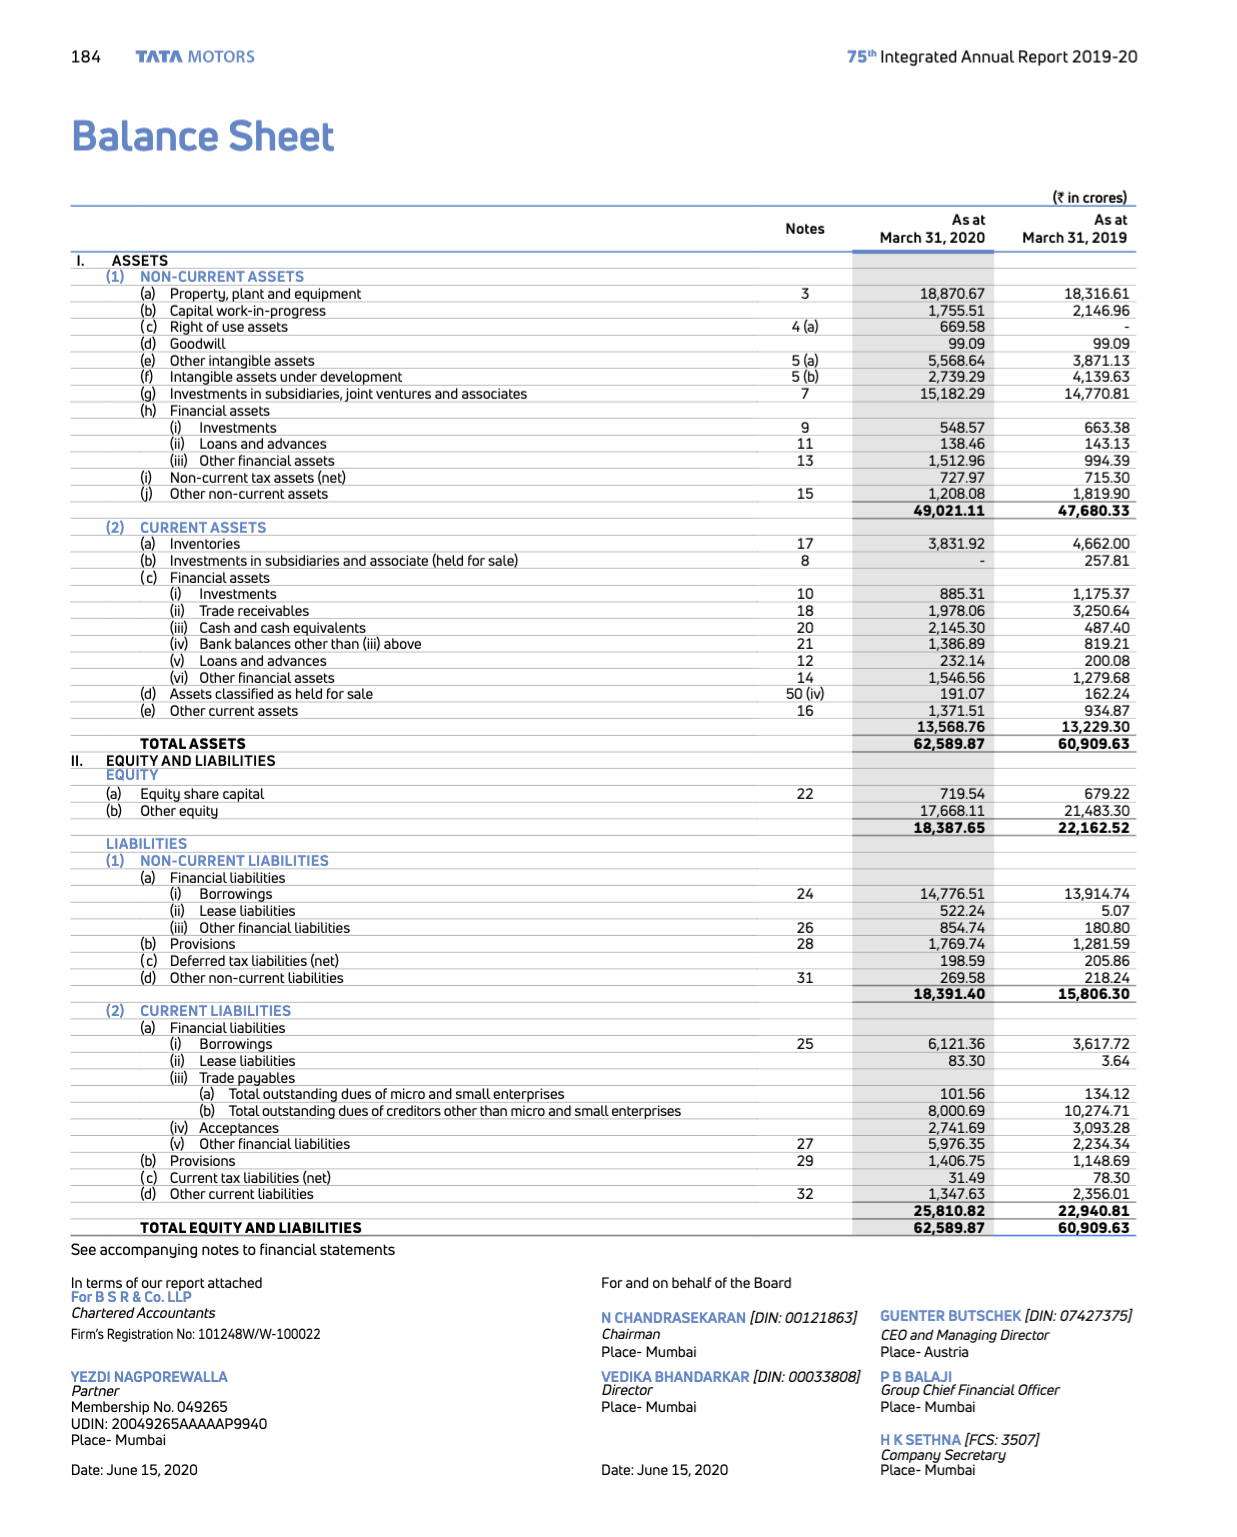 184 TATA MOTORS 75th Integrated Annual Report 2019-20
Balance Sheet
(₹ in crores)
Notes As at March 31, 2020 As at March 31, 2019
I. ASSETS
(1) NON-CURRENT ASSETS
(a) Property, plant and equipment 3 18,870.67 18,316.61
(b) Capital work-in-progress 1,755.51 2,146.96
(c) Right of use assets 4 (a) 669.58 -
(d) Goodwill 99.09 99.09
(e) Other intangible assets 5 (a) 5,568.64 3,871.13
(f) Intangible assets under development 5 (b) 2,739.29 4,139.63
(g) Investments in subsidiaries, joint ventures and associates 7 15,182.29 14,770.81
(h) Financial assets
(i) Investments 9 548.57 663.38
(ii) Loans and advances 11 138.46 143.13
(iii) Other financial assets 13 1,512.96 994.39
(i) Non-current tax assets (net) 727.97 715.30
(j) Other non-current assets 15 1,208.08 1,819.90
49,021.11 47,680.33
(2) CURRENT ASSETS
(a) Inventories 17 3,831.92 4,662.00
(b) Investments in subsidiaries and associate (held for sale) 8 - 257.81
(c) Financial assets
(i) Investments 10 885.31 1,175.37
(ii) Trade receivables 18 1,978.06 3,250.64
(iii) Cash and cash equivalents 20 2,145.30 487.40
(iv) Bank balances other than (iii) above 21 1,386.89 819.21
(v) Loans and advances 12 232.14 200.08
(vi) Other financial assets 14 1,546.56 1,279.68
(d) Assets classified as held for sale 50 (iv) 191.07 162.24
(e) Other current assets 16 1,371.51 934.87
13,568.76 13,229.30
TOTAL ASSETS 62,589.87 60,909.63
II. EQUITY AND LIABILITIES
EQUITY
(a) Equity share capital 22 719.54 679.22
(b) Other equity 17,668.11 21,483.30
18,387.65 22,162.52
LIABILITIES
(1) NON-CURRENT LIABILITIES
(a) Financial liabilities
(i) Borrowings 24 14,776.51 13,914.74
(ii) Lease liabilities 522.24 5.07
(iii) Other financial liabilities 26 854.74 180.80
(b) Provisions 28 1,769.74 1,281.59
(c) Deferred tax liabilities (net) 198.59 205.86
(d) Other non-current liabilities 31 269.58 218.24
18,391.40 15,806.30
(2) CURRENT LIABILITIES
(a) Financial liabilities
(i) Borrowings 25 6,121.36 3,617.72
(ii) Lease liabilities 83.30 3.64
(iii) Trade payables
(a) Total outstanding dues of micro and small enterprises 101.56 134.12
(b) Total outstanding dues of creditors other than micro and small enterprises 8,000.69 10,274.71
(iv) Acceptances 2,741.69 3,093.28
(v) Other financial liabilities 27 5,976.35 2,234.34
(b) Provisions 29 1,406.75 1,148.69
(c) Current tax liabilities (net) 31.49 78.30
(d) Other current liabilities 32 1,347.63 2,356.01
25,810.82 22,940.81
TOTAL EQUITY AND LIABILITIES 62,589.87 60,909.63
See accompanying notes to financial statements
In terms of our report attached For and on behalf of the Board
For B S R & Co. LLP
Chartered Accountants
Firm's Registration No: 101248W/W-100022
N CHANDRASEKARAN [DIN: 00121863] GUENTER BUTSCHEK [DIN: 07427375]
Chairman CEO and Managing Director
Place- Mumbai Place- Austria
YEZDI NAGPOREWALLA VEDIKA BHANDARKAR [DIN: 00033808] P B BALAJI
Partner Director Group Chief Financial Officer
Membership No. 049265 Place- Mumbai Place- Mumbai
UDIN: 20049265AAAAAP9940
Place- Mumbai H K SETHNA [FCS: 3507]
Company Secretary
Date: June 15, 2020 Date: June 15, 2020 Place- Mumbai